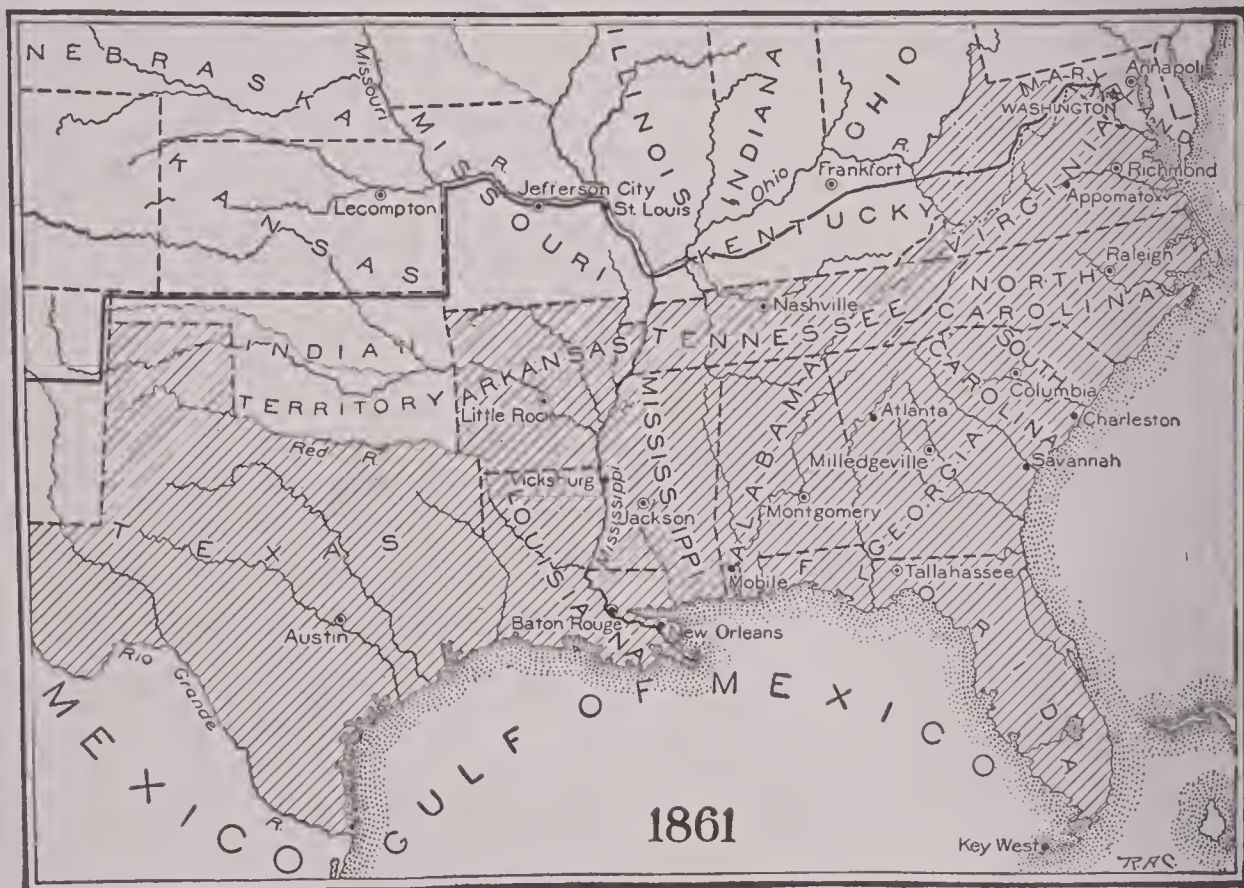 NEBRASKA
Missouri
ILLINOIS
INDIANA
OHIO
MARYLAND
Annapolis
WASHINGTON
KANSAS
Lecompton
MISSOURI
R.
Jefferson City
St. Louis
Ohio
R.
Frankfort
KENTUCKY
VIRGINIA
Richmond
Appomatox
Raleigh
NORTH
CAROLINA
INDIAN
TERRITORY
ARKANSAS
Little Rock
TENNESSEE
Nashville
SOUTH
CAROLINA
Columbia
Charleston
Atlanta
Milledgeville
GEORGIA
Savannah
ALABAMA
Montgomery
Mobile
MISSISSIPPI
Jackson
Vicksburg
Mississippi
Red R.
TEXAS
Austin
LOUISIANA
Baton Rouge
New Orleans
FLORIDA
Tallahassee
Rio
Grande
R.
MEXICO
GULF OF MEXICO
1861
Key West
R.R.C.